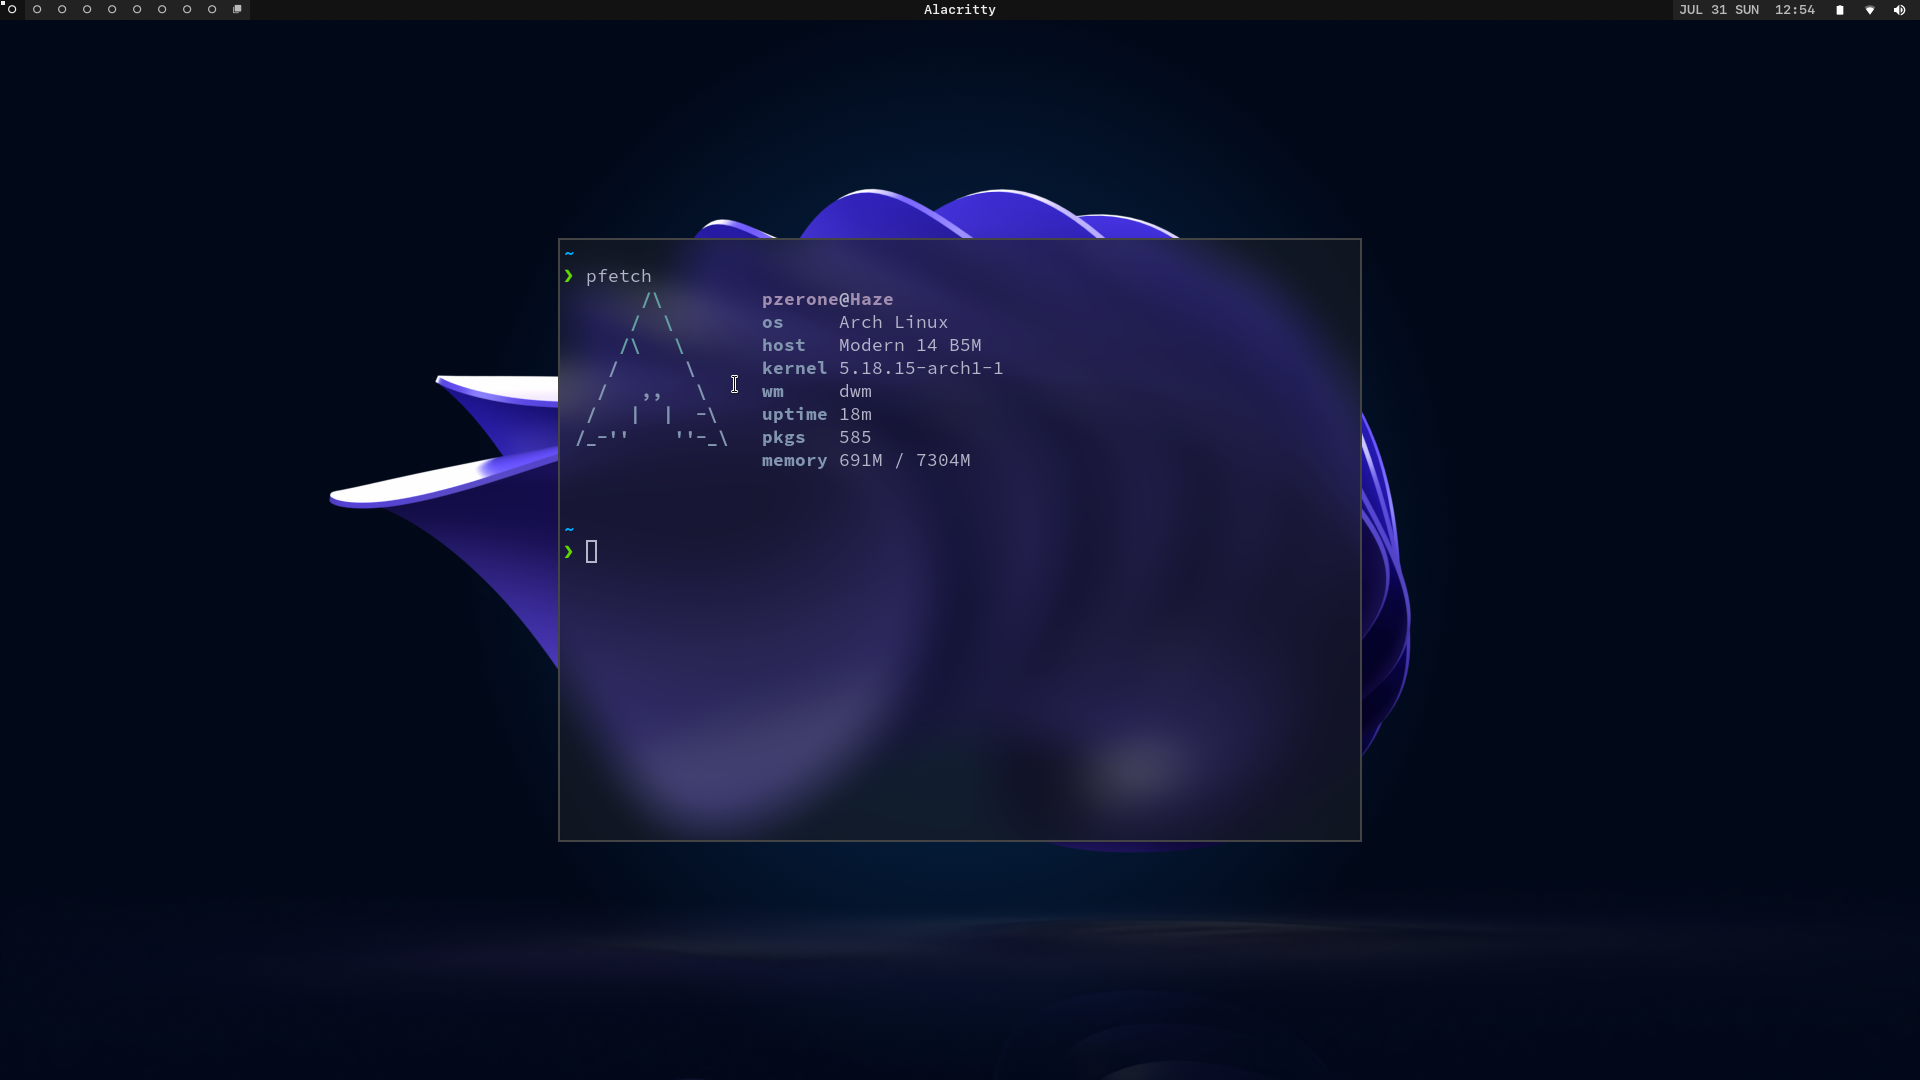 Alacritty
JUL 31 SUN 12:54
~
❯ pfetch
       /\         pzerone@Haze
      /  \        os     Arch Linux
     /\   \       host   Modern 14 B5M
    /      \      kernel 5.18.15-arch1-1
   /   ,,   \     wm     dwm
  /   |  |  -\    uptime 18m
 /_-''    ''-_\   pkgs   585
                  memory 691M / 7304M
~
❯